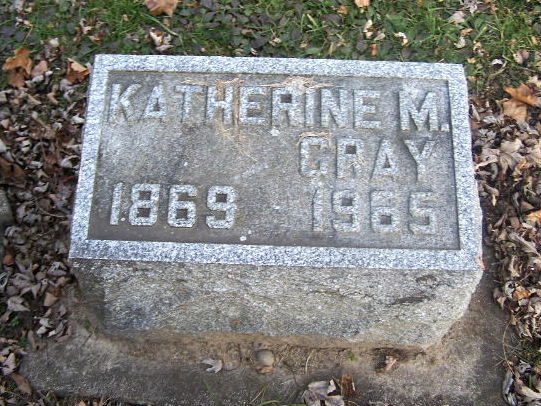 KATHERINE M.
GRAY
1869 1965